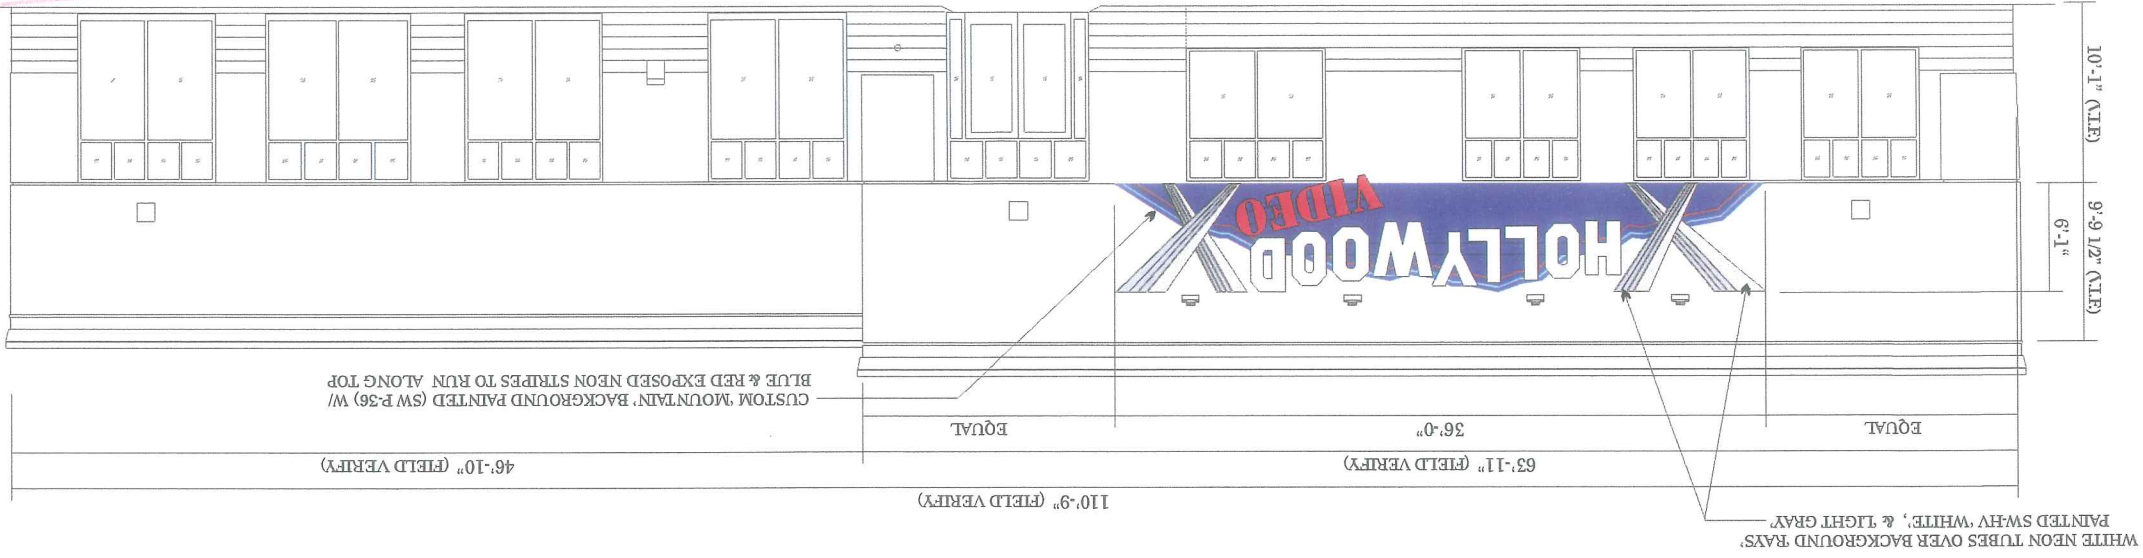 WHITE NEON TUBES OVER BACKGROUND 'RAYS'
PAINTED SW-HV 'WHITE', & 'LIGHT GRAY'
110'-9" (FIELD VERIFY)
63'-11" (FIELD VERIFY)
46'-10" (FIELD VERIFY)
EQUAL
36'-0"
EQUAL
CUSTOM 'MOUNTAIN' BACKGROUND PAINTED (SW P-36) W/
BLUE & RED EXPOSED NEON STRIPES TO RUN ALONG TOP
9'-9 1/2" (V.I.F.)
6'-1"
HOLLYWOOD
VIDEO
10'-1" (V.I.F.)